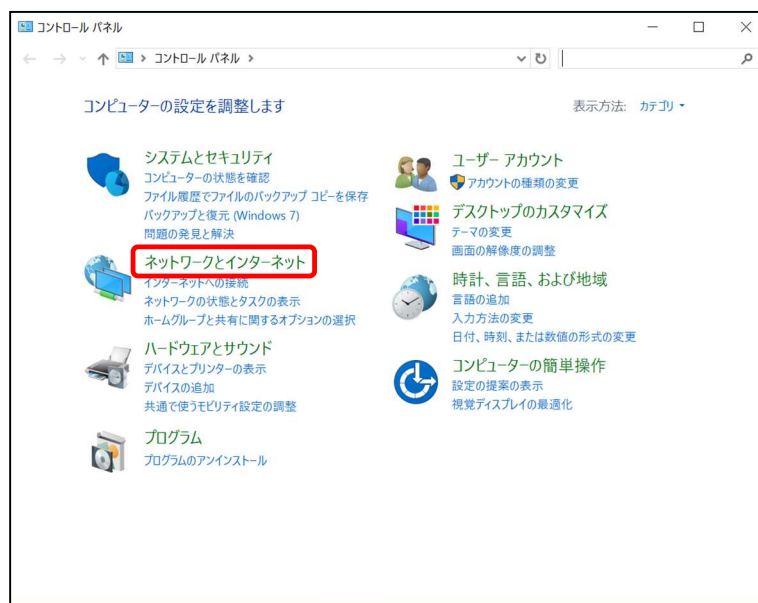 コントロール パネル
コントロール パネル
コンピューターの設定を調整します
表示方法: カテゴリ
システムとセキュリティ
コンピューターの状態を確認
ファイル履歴でファイルのバックアップ コピーを保存
バックアップと復元 (Windows 7)
問題の発見と解決
ネットワークとインターネット
インターネットへの接続
ネットワークの状態とタスクの表示
ホームグループと共有に関するオプションの選択
ハードウェアとサウンド
デバイスとプリンターの表示
デバイスの追加
共通で使うモビリティ設定の調整
プログラム
プログラムのアンインストール
ユーザー アカウント
アカウントの種類の変更
デスクトップのカスタマイズ
テーマの変更
画面の解像度の調整
時計、言語、および地域
言語の追加
入力方法の変更
日付、時刻、または数値の形式の変更
コンピューターの簡単操作
設定の提案の表示
視覚ディスプレイの最適化